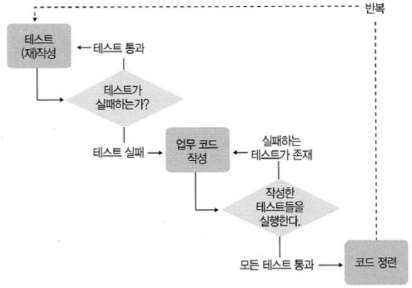 반복
테스트
(재)작성
테스트 통과
테스트가
실패하는가?
테스트 실패
업무 코드
작성
실패하는
테스트가 존재
작성한
테스트들을
실행한다.
모든 테스트 통과
코드 정련